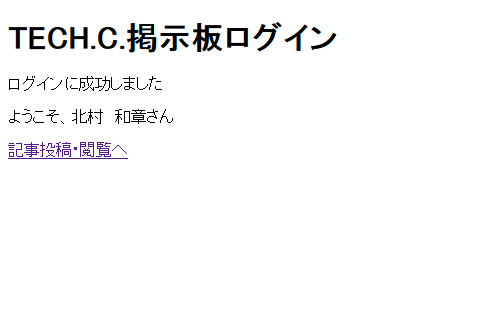 TECH.C.掲示板ログイン
ログインに成功しました
ようこそ、北村　和章さん
記事投稿・閲覧へ